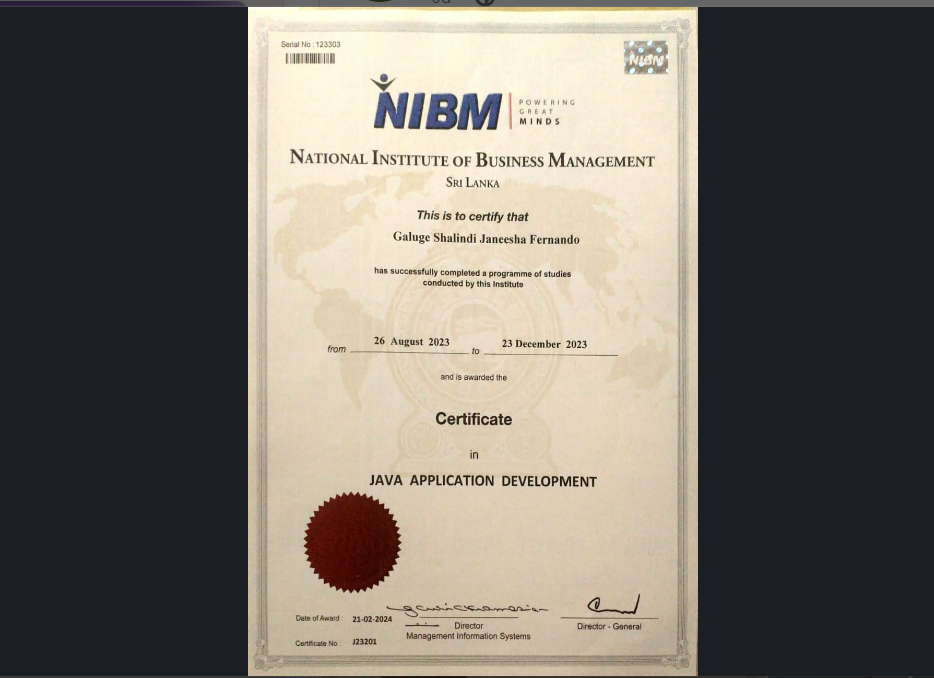 Serial No : 123303
NIBM
NIBM
POWERING
GREAT
MINDS
NATIONAL INSTITUTE OF BUSINESS MANAGEMENT
SRI LANKA
This is to certify that
Galuge Shalindi Janeesha Fernando
has successfully completed a programme of studies
conducted by this Institute
from 26 August 2023 to 23 December 2023
and is awarded the
Certificate
in
JAVA APPLICATION DEVELOPMENT
Date of Award : 21-02-2024
Director
Management Information Systems
Director - General
Certificate No : J23201